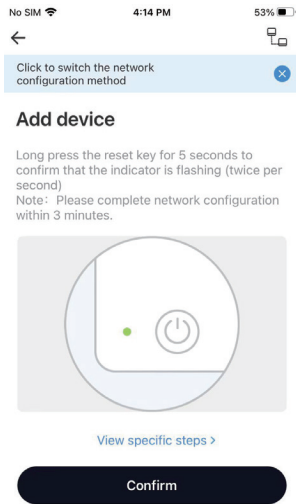 No SIM 4:14 PM 53%
Click to switch the network
configuration method
Add device
Long press the reset key for 5 seconds to
confirm that the indicator is flashing (twice per
second)
Note： Please complete network configuration
within 3 minutes.
View specific steps >
Confirm